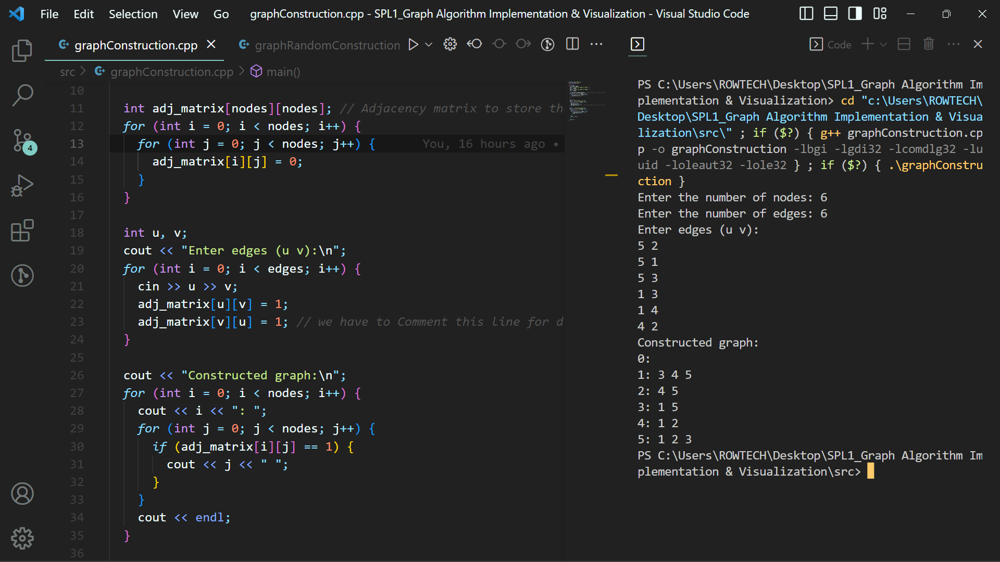 File Edit Selection View Go graphConstruction.cpp - SPL1_Graph Algorithm Implementation & Visualization - Visual Studio Code
graphConstruction.cpp graphRandomConstruction
src > graphConstruction.cpp > main()
10
11 int adj_matrix[nodes][nodes]; // Adjacency matrix to store th
12 for (int i = 0; i < nodes; i++) {
13 for (int j = 0; j < nodes; j++) { You, 16 hours ago •
14 adj_matrix[i][j] = 0;
15 }
16 }
17
18 int u, v;
19 cout << "Enter edges (u v):\n";
20 for (int i = 0; i < edges; i++) {
21 cin >> u >> v;
22 adj_matrix[u][v] = 1;
23 adj_matrix[v][u] = 1; // we have to Comment this line for d
24 }
25
26 cout << "Constructed graph:\n";
27 for (int i = 0; i < nodes; i++) {
28 cout << i << ": ";
29 for (int j = 0; j < nodes; j++) {
30 if (adj_matrix[i][j] == 1) {
31 cout << j << " ";
32 }
33 }
34 cout << endl;
35 }
36
4
Code
PS C:\Users\ROWTECH\Desktop\SPL1_Graph Algorithm Im
plementation & Visualization> cd "c:\Users\ROWTECH\
Desktop\SPL1_Graph Algorithm Implementation & Visua
lization\src\" ; if ($?) { g++ graphConstruction.cp
p -o graphConstruction -lbgi -lgdi32 -lcomdlg32 -lu
uid -loleaut32 -lole32 } ; if ($?) { .\graphConstru
ction }
Enter the number of nodes: 6
Enter the number of edges: 6
Enter edges (u v):
5 2
5 1
5 3
1 3
1 4
4 2
Constructed graph:
0:
1: 3 4 5
2: 4 5
3: 1 5
4: 1 2
5: 1 2 3
PS C:\Users\ROWTECH\Desktop\SPL1_Graph Algorithm Im
plementation & Visualization\src>